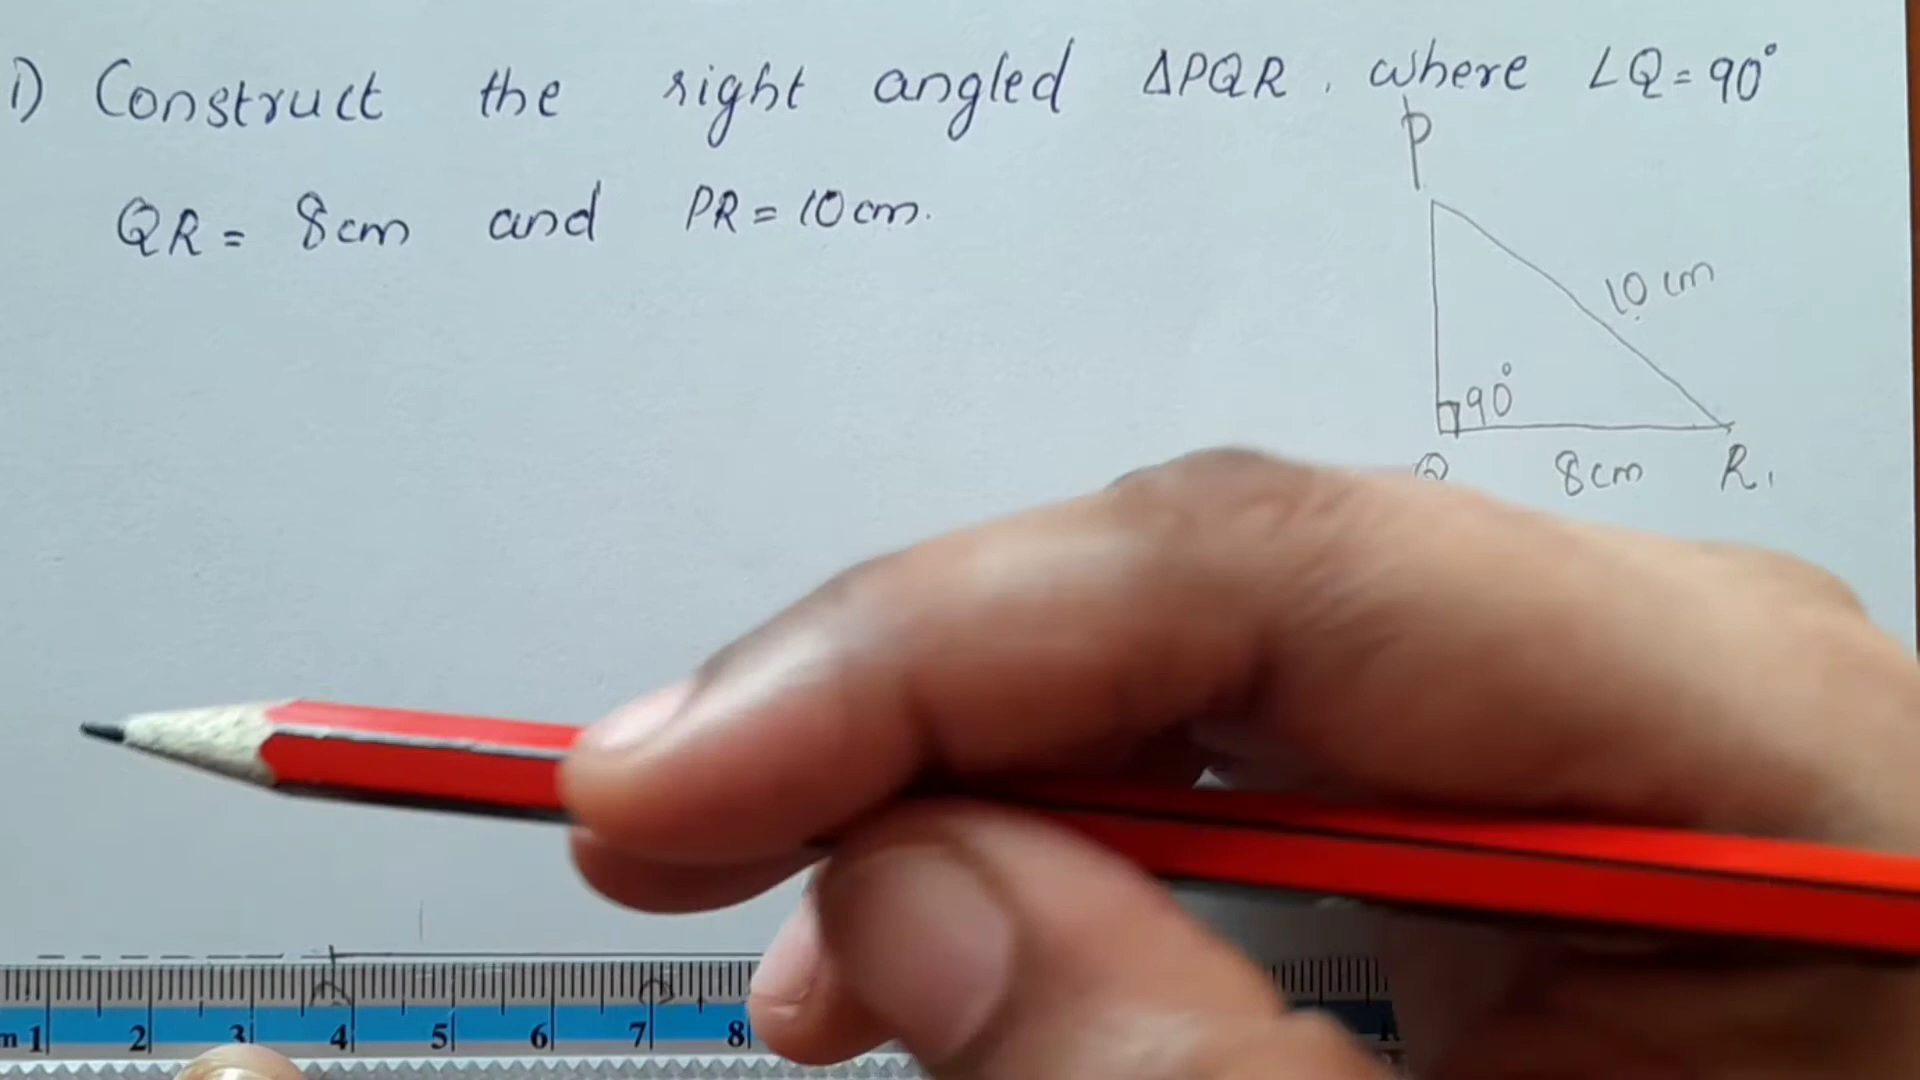 1) Construct the right angled ΔPQR, where ∠Q=90°
QR = 8cm and PR = 10cm.
P
10 cm
90°
Q 8cm R
1 2 3 4 5 6 7 8